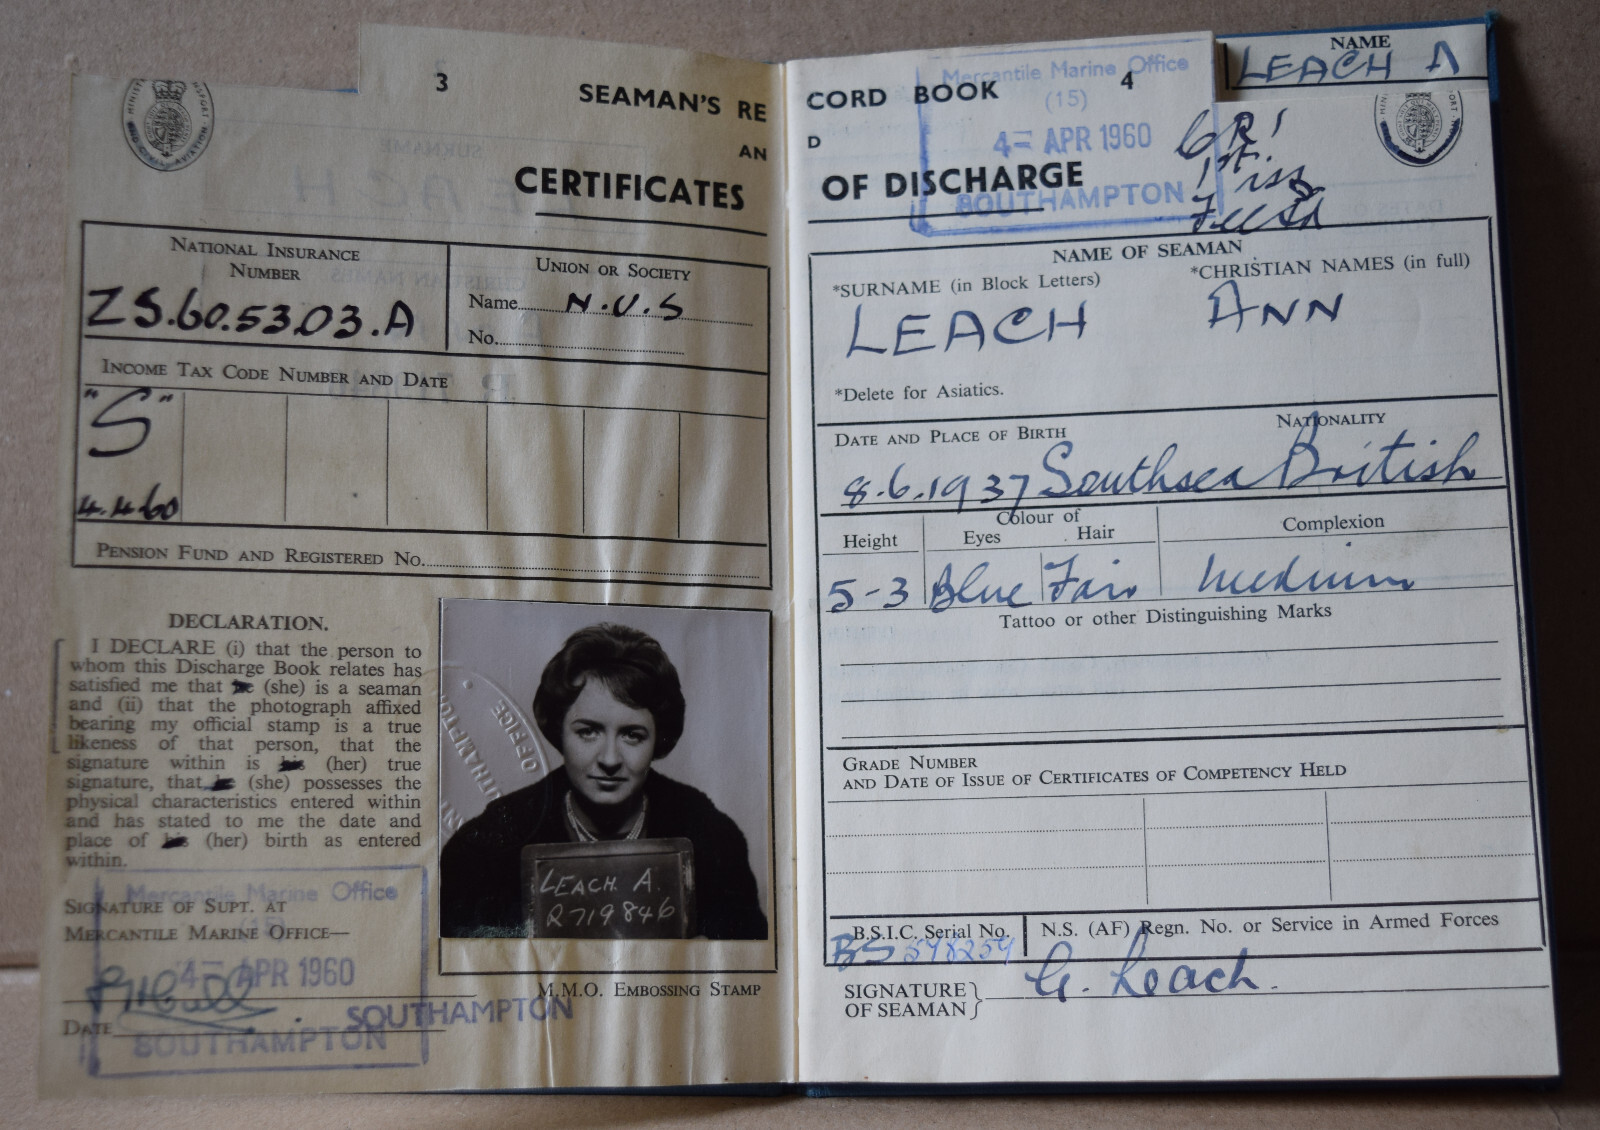 3
SEAMAN'S RE
AN
CERTIFICATES
NATIONAL INSURANCE
NUMBER
ZS.60.53.03.A
UNION OR SOCIETY
Name N.U.S
No.
INCOME TAX CODE NUMBER AND DATE
"S"
4.4.60
PENSION FUND AND REGISTERED NO.
DECLARATION.
I DECLARE (i) that the person to
whom this Discharge Book relates has
satisfied me that he (she) is a seaman
and (ii) that the photograph affixed
bearing my official stamp is a true
likeness of that person, that the
signature within is his (her) true
signature, that he (she) possesses the
physical characteristics entered within
and has stated to me the date and
place of his (her) birth as entered
within.
Mercantile Marine Office
SIGNATURE OF SUPT. AT
MERCANTILE MARINE OFFICE—
4- APR 1960
DATE
SOUTHAMPTON
SOUTHAMPTON
OFFICE
LEACH. A.
R719846
M.M.O. EMBOSSING STAMP
CORD BOOK
4
D
OF DISCHARGE
Mercantile Marine Office
(15)
4- APR 1960
SOUTHAMPTON
NAME
LEACH A
NAME OF SEAMAN
*SURNAME (in Block Letters) *CHRISTIAN NAMES (in full)
LEACH ANN
*Delete for Asiatics.
DATE AND PLACE OF BIRTH NATIONALITY
8.6.1937 Southsea British
Height Colour of Eyes Hair Complexion
5-3 Blue Fair Medium
Tattoo or other Distinguishing Marks
GRADE NUMBER
AND DATE OF ISSUE OF CERTIFICATES OF COMPETENCY HELD
B.S.I.C. Serial No. N.S. (AF) Regn. No. or Service in Armed Forces
BS 548259
SIGNATURE
OF SEAMAN
A. Leach.